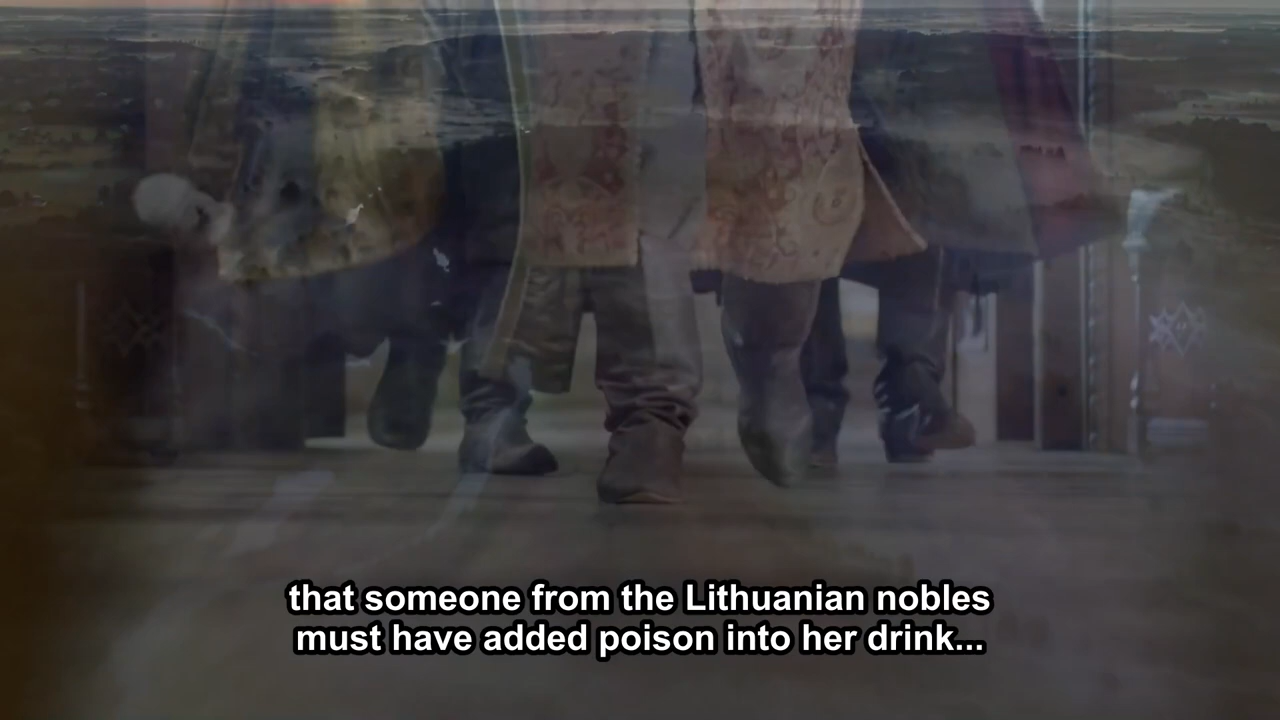 that someone from the Lithuanian nobles
must have added poison into her drink...